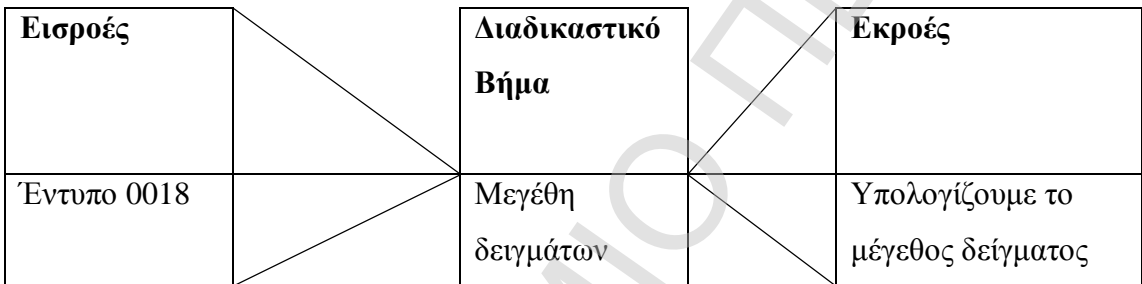 Εισροές
Διαδικαστικό
Βήμα
Εκροές
Έντυπο 0018
Μεγέθη
δειγμάτων
Υπολογίζουμε το
μέγεθος δείγματος